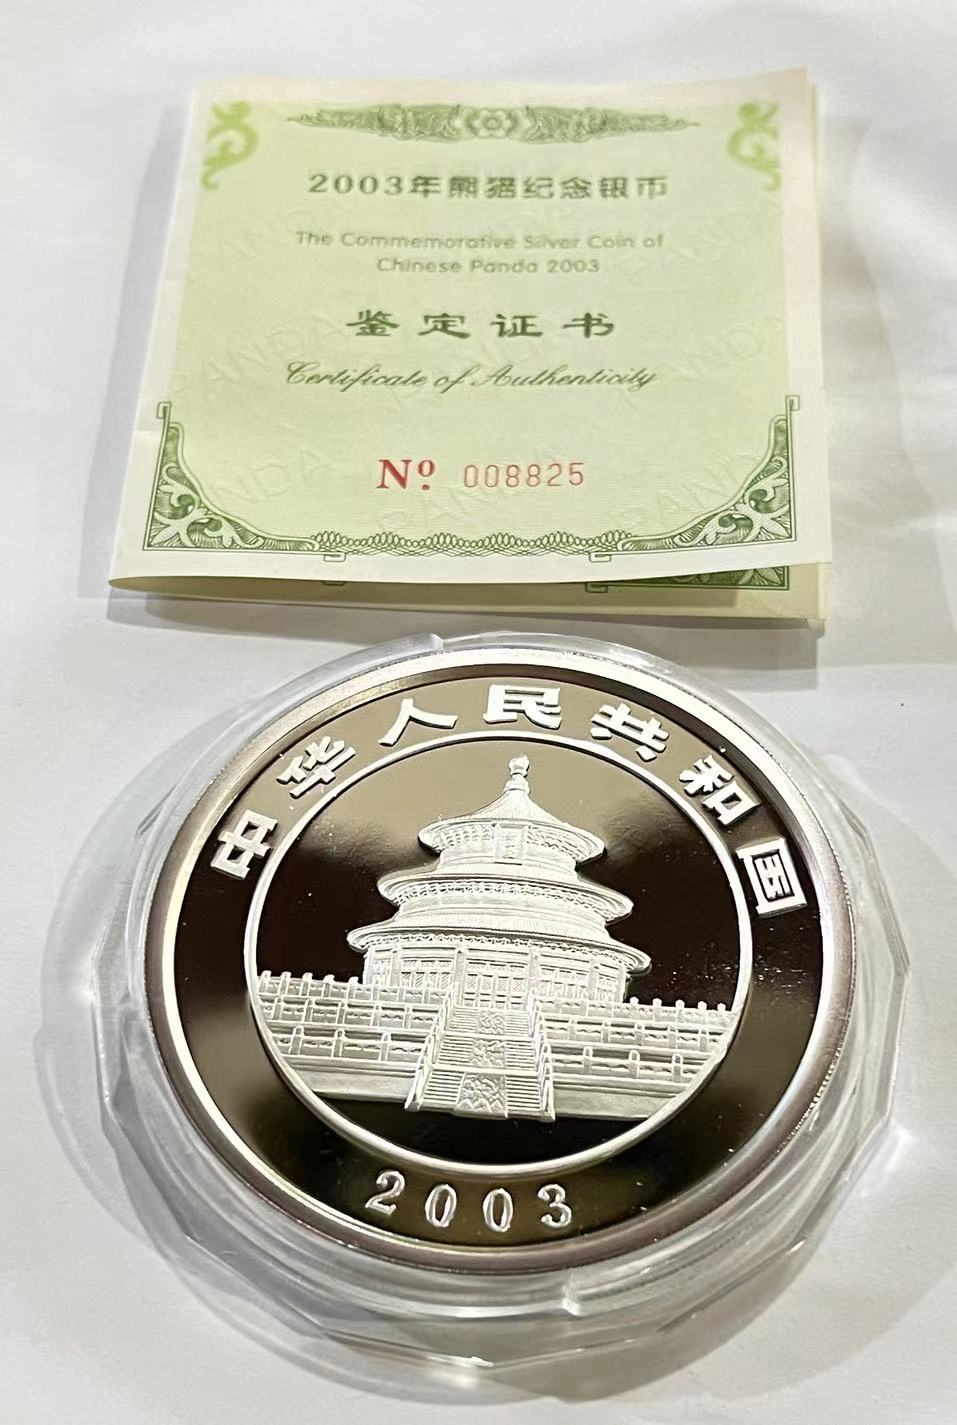 2003年熊猫纪念银币
The Commemorative Silver Coin of
Chinese Panda 2003
鉴定证书
Certificate of Authenticity
Nº 008825
中华人民共和国
2003